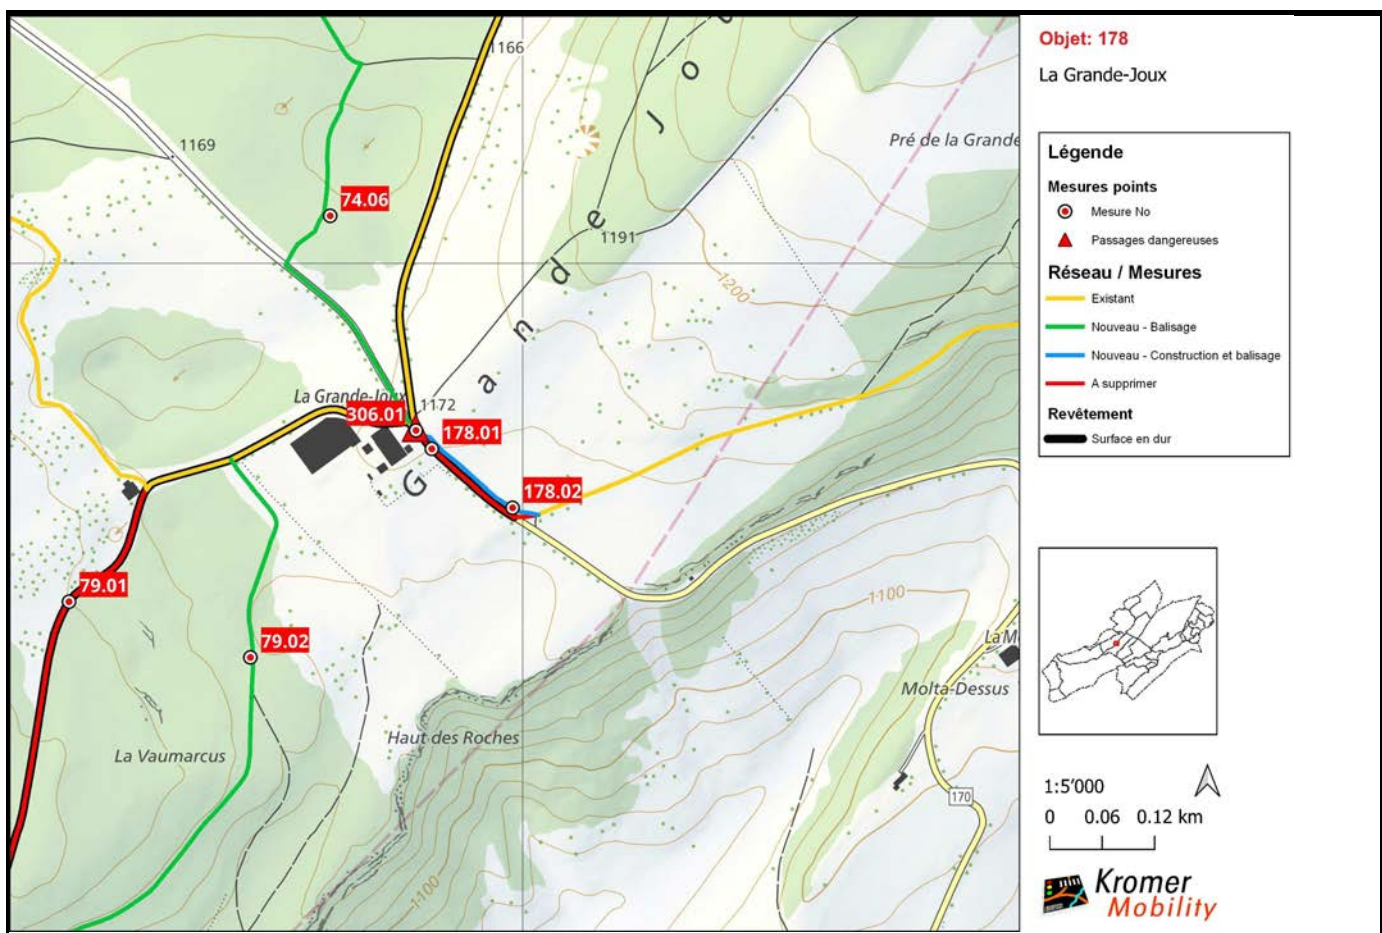 1166
J o
1169
Pré de la Grande
74.06
1191
e
d
n
a
G
1200
La Grande-Joux
1172
306.01
178.01
178.02
79.01
79.02
1100
La M
Molta-Dessus
Haut des Roches
La Vaumarcus
170
1100
Objet: 178
La Grande-Joux
Légende
Mesures points
Mesure No
Passages dangereuses
Réseau / Mesures
Existant
Nouveau - Balisage
Nouveau - Construction et balisage
A supprimer
Revêtement
Surface en dur
1:5'000
0 0.06 0.12 km
Kromer
Mobility